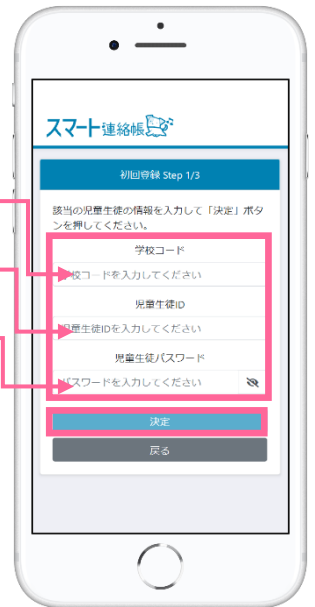 スマート連絡帳
初回登録 Step 1/3
該当の児童生徒の情報を入力して「決定」ボタ
ンを押してください。
学校コード
学校コードを入力してください
児童生徒ID
児童生徒IDを入力してください
児童生徒パスワード
パスワードを入力してください
決定
戻る